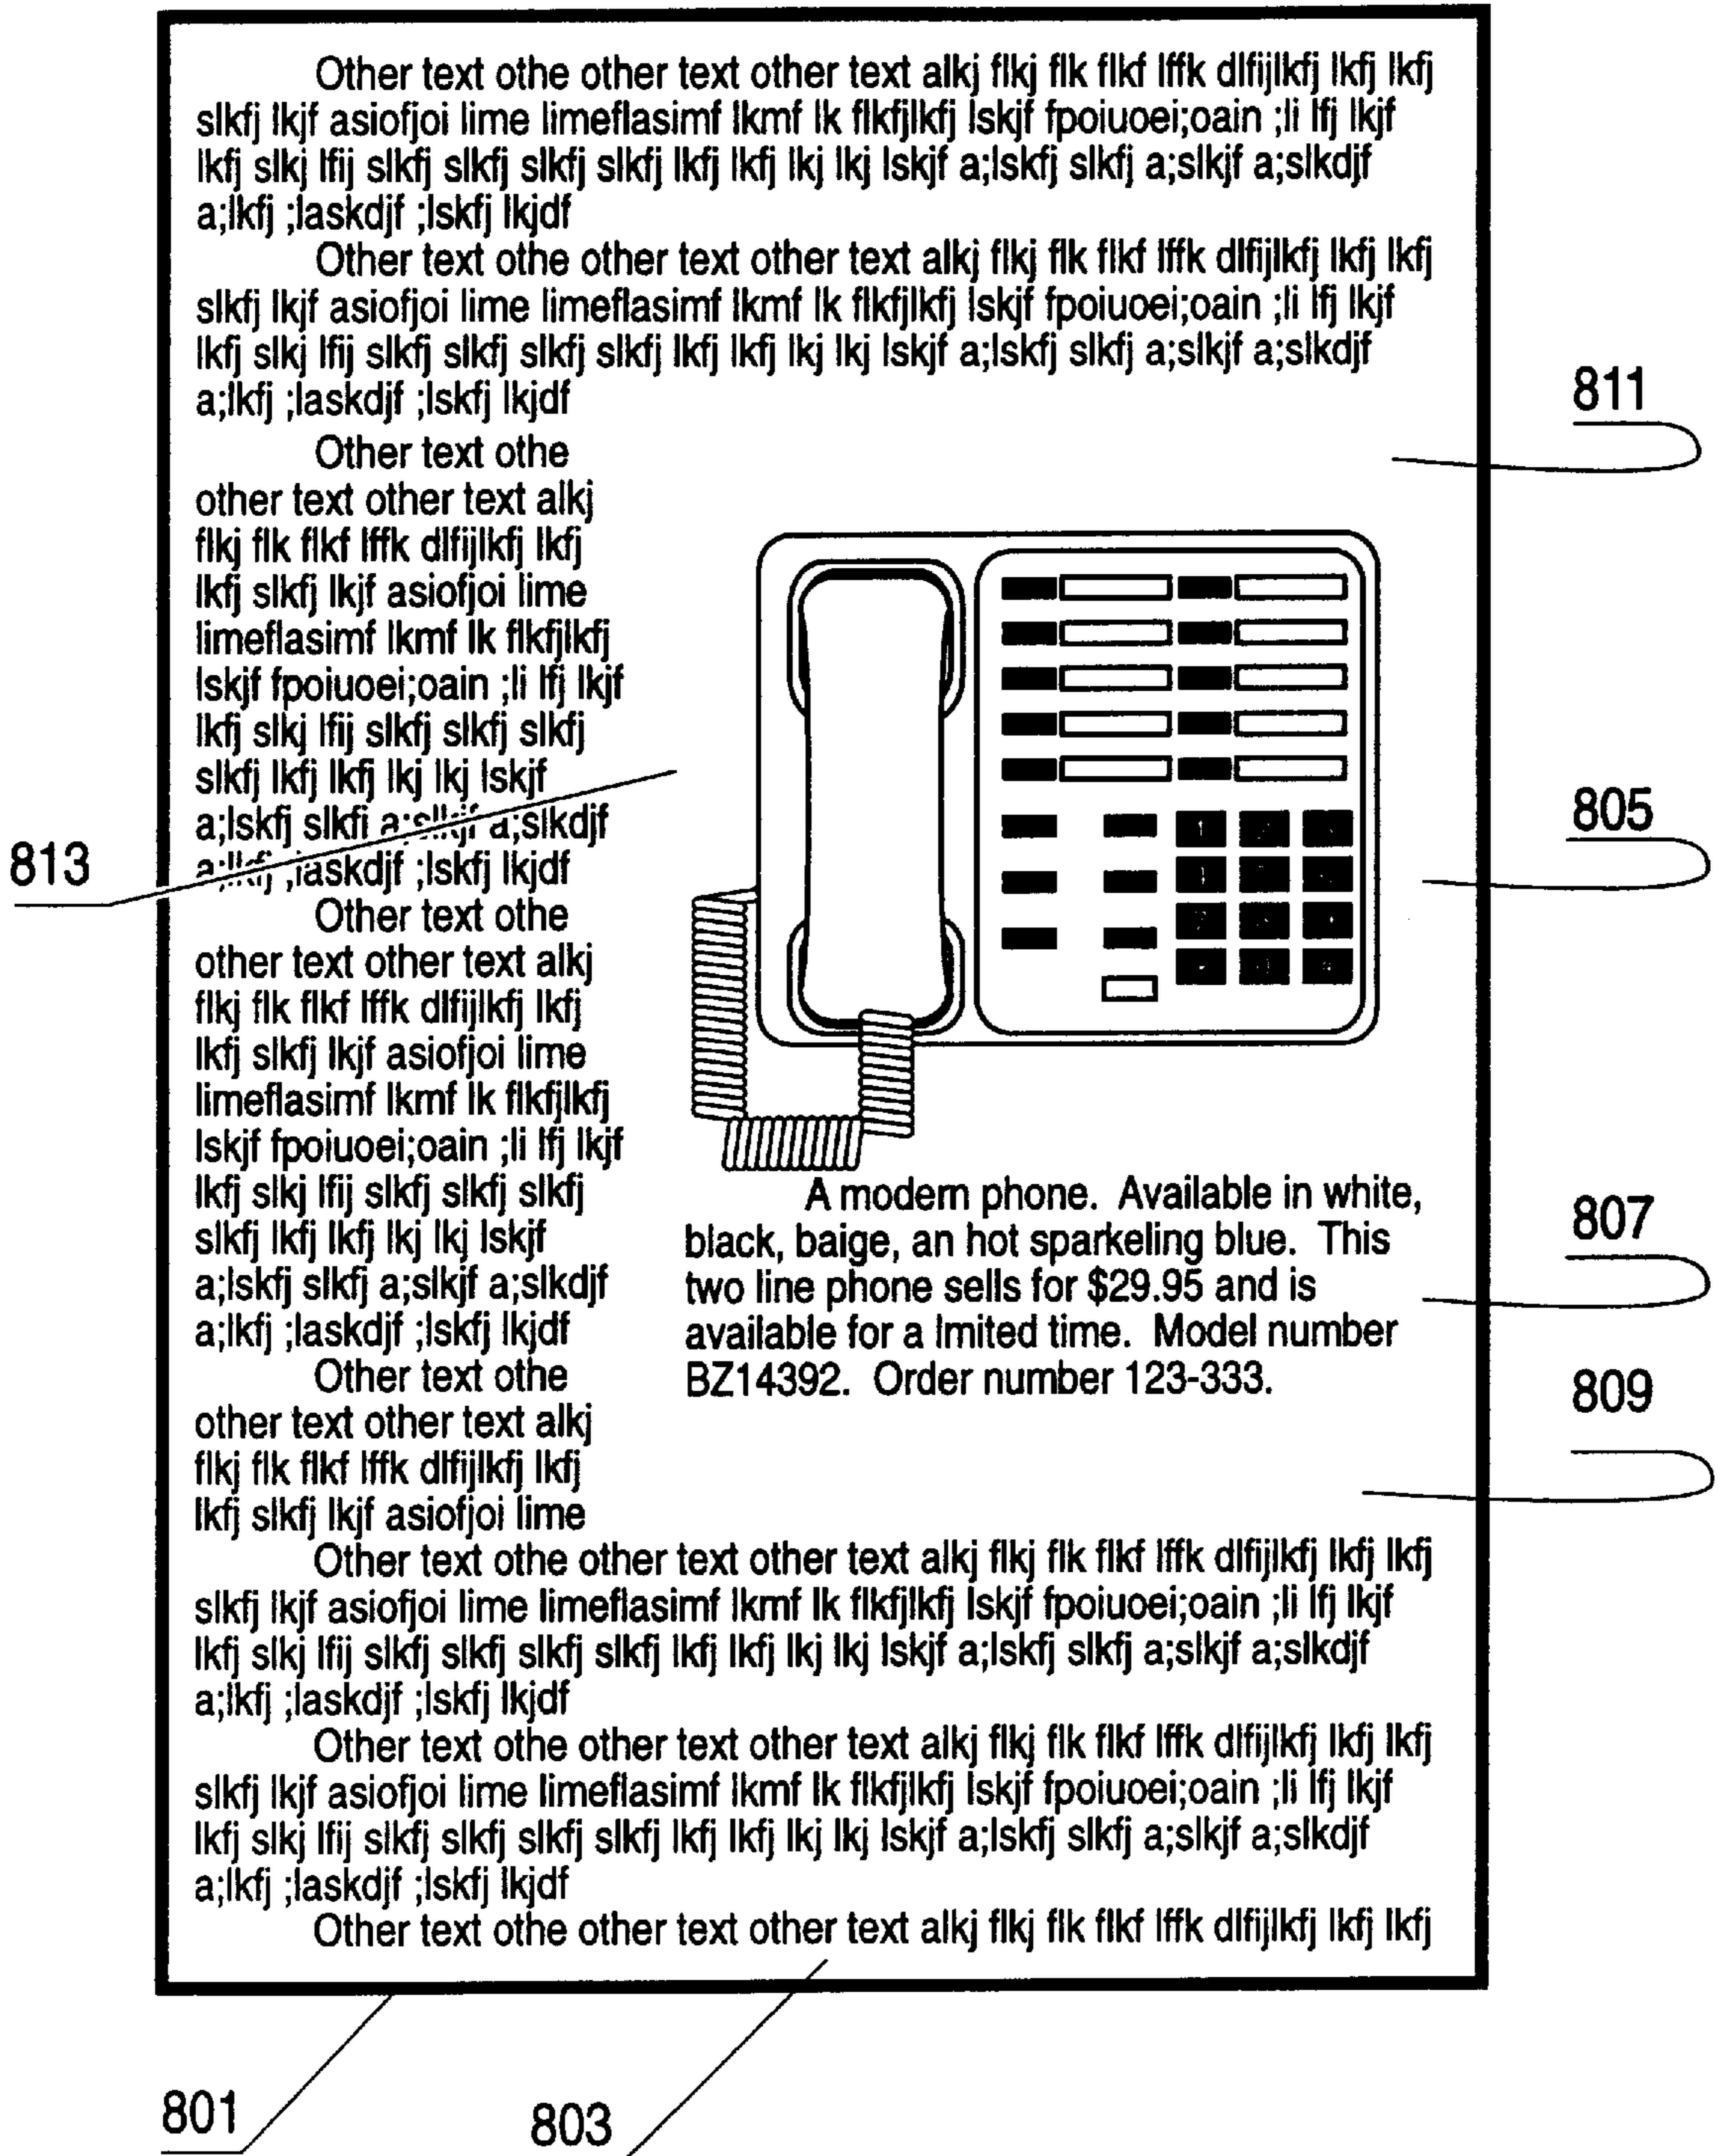 Other text othe other text other text alkj flkj flk flkf lffk dlfijlkfj lkfj lkfj
slkfj lkjf asiofjoi lime limeflasimf lkmf lk flkfjlkfj lskjf fpoiuoei;oain ;li lfj lkjf
lkfj slkj lfij slkfj slkfj slkfj slkfj lkfj lkfj lkj lkj lskjf a;lskfj slkfj a;slkjf a;slkdjf
a;lkfj ;laskdjf ;lskfj lkjdf
Other text othe other text other text alkj flkj flk flkf lffk dlfijlkfj lkfj lkfj
slkfj lkjf asiofjoi lime limeflasimf lkmf lk flkfjlkfj lskjf fpoiuoei;oain ;li lfj lkjf
lkfj slkj lfij slkfj slkfj slkfj slkfj lkfj lkfj lkj lkj lskjf a;lskfj slkfj a;slkjf a;slkdjf
a;lkfj ;laskdjf ;lskfj lkjdf
811
Other text othe
other text other text alkj
flkj flk flkf lffk dlfijlkfj lkfj
lkfj slkfj lkjf asiofjoi lime
limeflasimf lkmf lk flkfjlkfj
lskjf fpoiuoei;oain ;li lfj lkjf
lkfj slkj lfij slkfj slkfj slkfj
slkfj lkfj lkfj lkj lkj lskjf
a;lskfj slkfj a;slkjf a;slkdjf
a;lkfj ;laskdjf ;lskfj lkjdf
813
805
Other text othe
other text other text alkj
flkj flk flkf lffk dlfijlkfj lkfj
lkfj slkfj lkjf asiofjoi lime
limeflasimf lkmf lk flkfjlkfj
lskjf fpoiuoei;oain ;li lfj lkjf
lkfj slkj lfij slkfj slkfj slkfj
slkfj lkfj lkfj lkj lkj lskjf
a;lskfj slkfj a;slkjf a;slkdjf
a;lkfj ;laskdjf ;lskfj lkjdf
Other text othe
other text other text alkj
flkj flk flkf lffk dlfijlkfj lkfj
lkfj slkfj lkjf asiofjoi lime
A modern phone. Available in white,
black, baige, an hot sparkeling blue. This
two line phone sells for $29.95 and is
available for a lmited time. Model number
BZ14392. Order number 123-333.
807
809
Other text othe other text other text alkj flkj flk flkf lffk dlfijlkfj lkfj lkfj
slkfj lkjf asiofjoi lime limeflasimf lkmf lk flkfjlkfj lskjf fpoiuoei;oain ;li lfj lkjf
lkfj slkj lfij slkfj slkfj slkfj slkfj lkfj lkfj lkj lkj lskjf a;lskfj slkfj a;slkjf a;slkdjf
a;lkfj ;laskdjf ;lskfj lkjdf
Other text othe other text other text alkj flkj flk flkf lffk dlfijlkfj lkfj lkfj
slkfj lkjf asiofjoi lime limeflasimf lkmf lk flkfjlkfj lskjf fpoiuoei;oain ;li lfj lkjf
lkfj slkj lfij slkfj slkfj slkfj slkfj lkfj lkfj lkj lkj lskjf a;lskfj slkfj a;slkjf a;slkdjf
a;lkfj ;laskdjf ;lskfj lkjdf
Other text othe other text other text alkj flkj flk flkf lffk dlfijlkfj lkfj lkfj
801
803